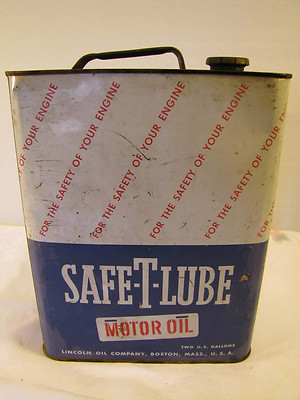 FOR THE SAFETY OF YOUR ENGINE
FOR THE SAFETY OF YOUR ENGINE
FOR THE SAFETY OF YOUR ENGINE
FOR THE SAFETY OF YOUR ENGINE
SAFE-T-LUBE
MOTOR OIL
TWO U.S. GALLONS
LINCOLN OIL COMPANY, BOSTON, MASS., U.S.A.